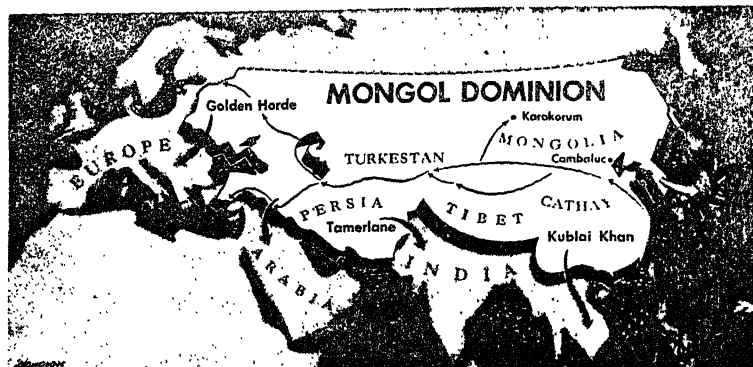 MONGOL DOMINION
Golden Horde
Karakorum
MONGOLIA
EUROPE
TURKESTAN
Cambaluc
PERSIA
TIBET
CATHAY
Tamerlane
Kublai Khan
INDIA
ARABIA